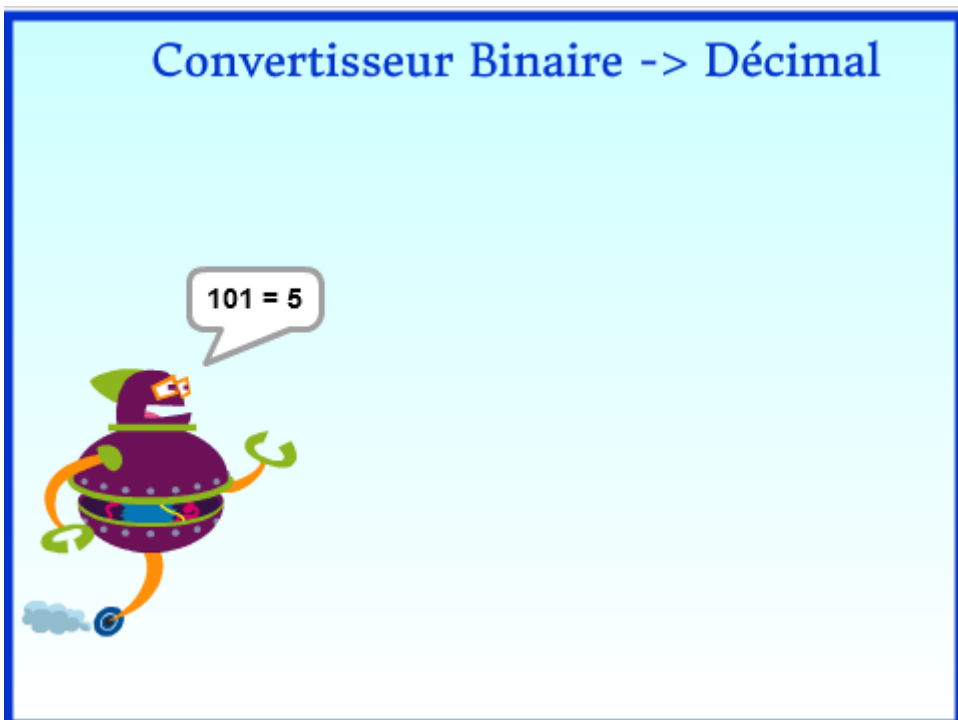 Convertisseur Binaire -> Décimal
101 = 5